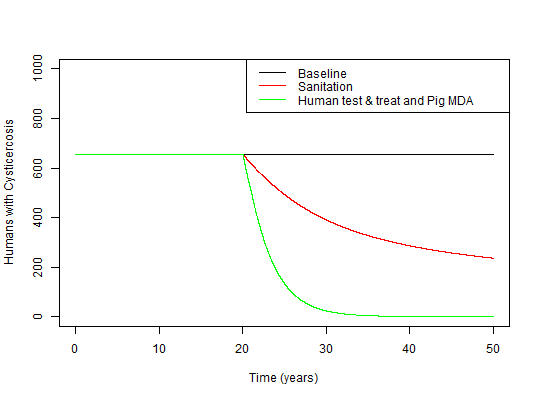 Humans with Cysticercosis
1000
800
600
400
200
0
Baseline
Sanitation
Human test & treat and Pig MDA
0 10 20 30 40 50
Time (years)